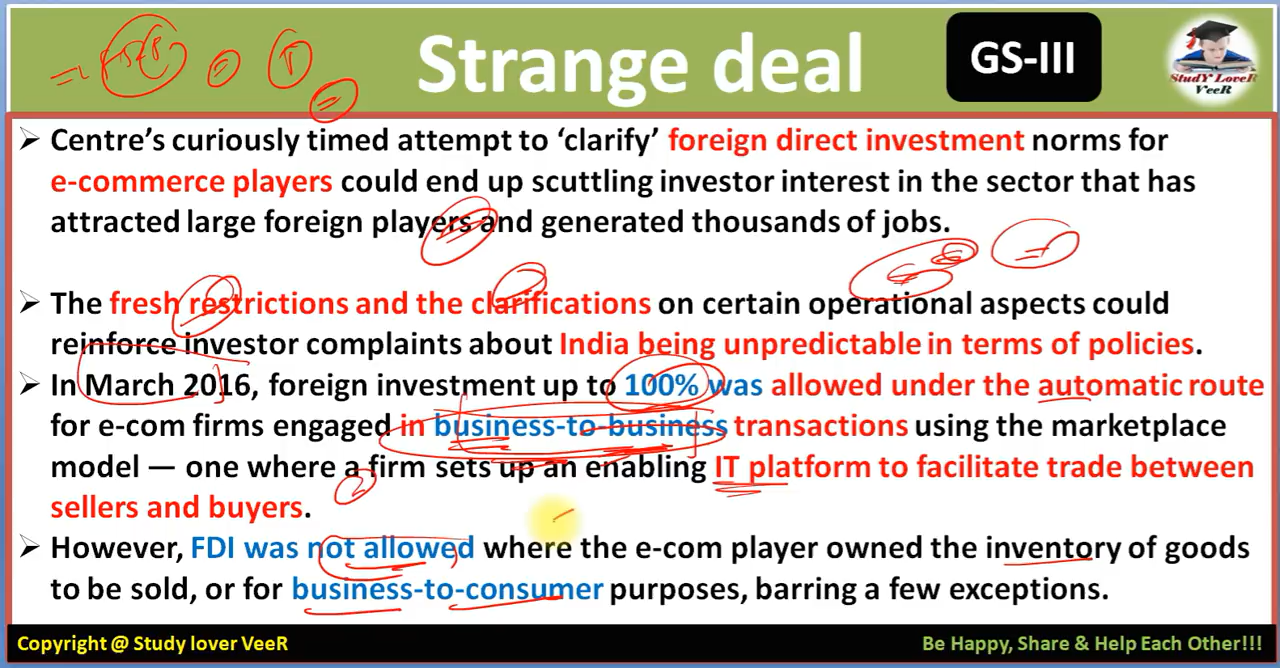 Strange deal
GS-III
StudY LoveR
VeeR
➢ Centre's curiously timed attempt to 'clarify' foreign direct investment norms for
e-commerce players could end up scuttling investor interest in the sector that has
attracted large foreign players and generated thousands of jobs.
➢ The fresh restrictions and the clarifications on certain operational aspects could
reinforce investor complaints about India being unpredictable in terms of policies.
➢ In March 2016, foreign investment up to 100% was allowed under the automatic route
for e-com firms engaged in business-to-business transactions using the marketplace
model — one where a firm sets up an enabling IT platform to facilitate trade between
sellers and buyers.
➢ However, FDI was not allowed where the e-com player owned the inventory of goods
to be sold, or for business-to-consumer purposes, barring a few exceptions.
Copyright @ Study lover VeeR
Be Happy, Share & Help Each Other!!!